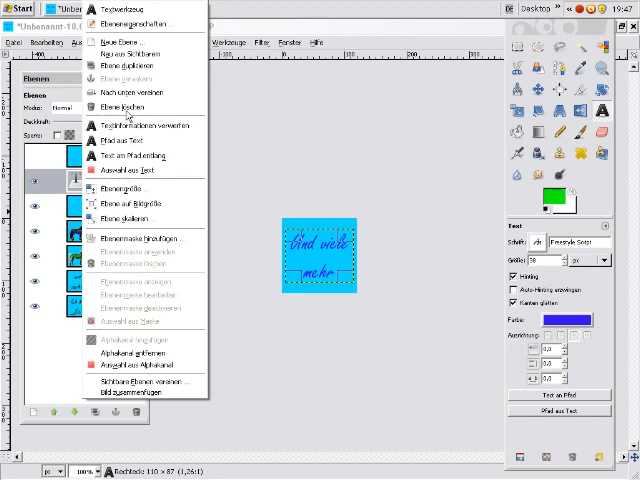 Start
*Unben
DE
Desktop
19:47
*Unbenannt-18.0
P
Datei
Bearbeiten
Werkzeuge
Filter
Fenster
Hilfe
Ebenen
Ebenen
Modus:
Normal
Deckkraft:
Sperre:
Textwerkzeug
Ebeneneigenschaften ...
Neue Ebene ...
Neu aus Sichtbarem
Ebene duplizieren
Ebene verankern
Nach unten vereinen
Ebene löschen
Textinformationen verwerfen
Pfad aus Text
Text am Pfad entlang
Auswahl aus Text
Ebenengröße ...
Ebene auf Bildgröße
Ebene skalieren ...
Ebenenmaske hinzufügen ...
Ebenenmaske anwenden
Ebenenmaske löschen
Ebenenmaske anzeigen
Ebenenmaske bearbeiten
Ebenenmaske deaktivieren
Auswahl aus Maske
Alphakanal hinzufügen
Alphakanal entfernen
Auswahl aus Alphakanal
Sichtbare Ebenen vereinen ...
Bild zusammenfügen
sind viele
mehr
Text
Schrift:
Freestyle Script
Größe:
38
px
Hinting
Auto-Hinting erzwingen
Kanten glätten
Farbe:
Ausrichtung:
0,0
0,0
0,0
Text an Pfad
Pfad aus Text
px
100%
Rechteck: 110 × 87 (1,26:1)